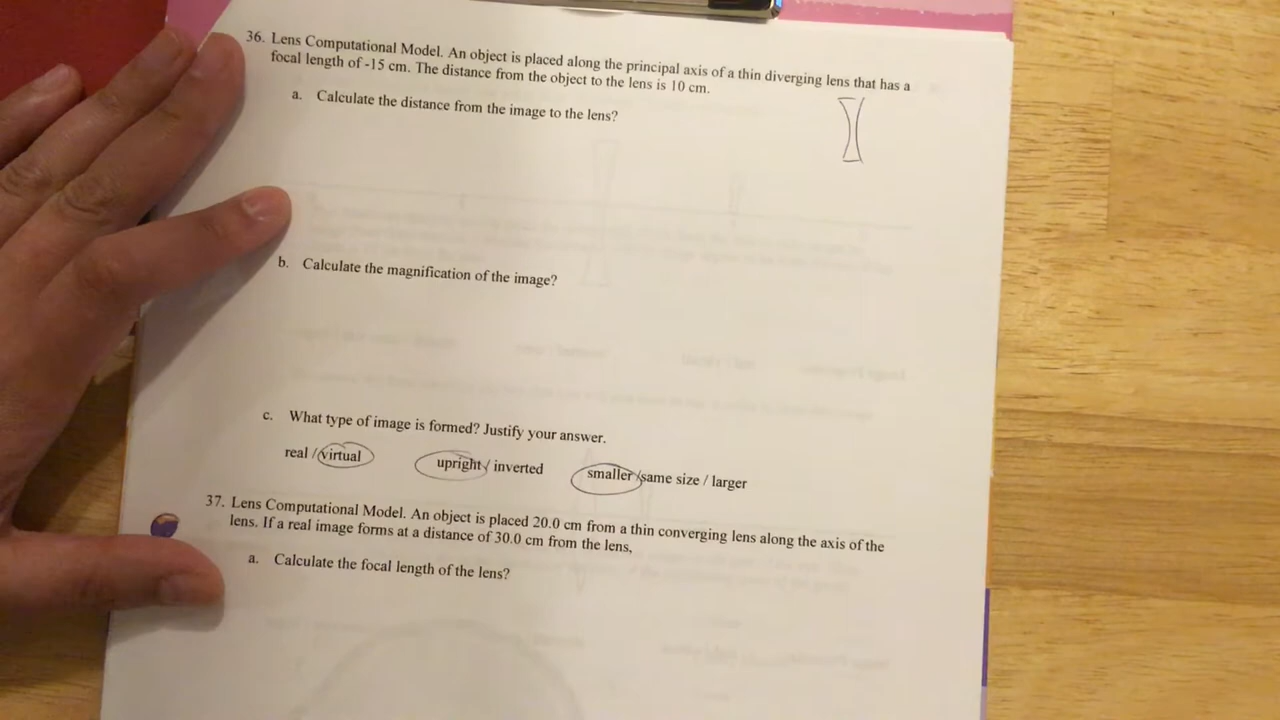 36. Lens Computational Model. An object is placed along the principal axis of a thin diverging lens that has a
focal length of -15 cm. The distance from the object to the lens is 10 cm.
a. Calculate the distance from the image to the lens?
b. Calculate the magnification of the image?
c. What type of image is formed? Justify your answer.
real / virtual upright / inverted smaller /same size / larger
37. Lens Computational Model. An object is placed 20.0 cm from a thin converging lens along the axis of the
lens. If a real image forms at a distance of 30.0 cm from the lens,
a. Calculate the focal length of the lens?